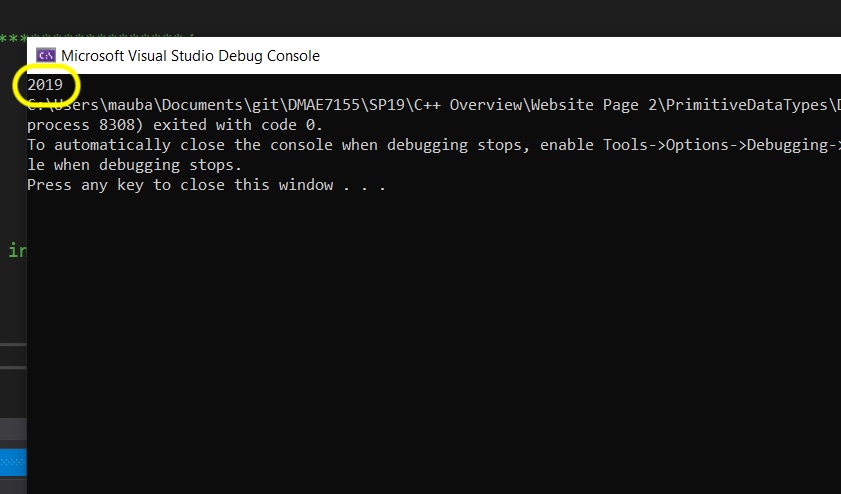 ******************/
C:\ Microsoft Visual Studio Debug Console
2019
C:\Users\mauba\Documents\git\DMAE7155\SP19\C++ Overview\Website Page 2\PrimitiveDataTypes\D
process 8308) exited with code 0.
To automatically close the console when debugging stops, enable Tools->Options->Debugging->
le when debugging stops.
Press any key to close this window . . .
in